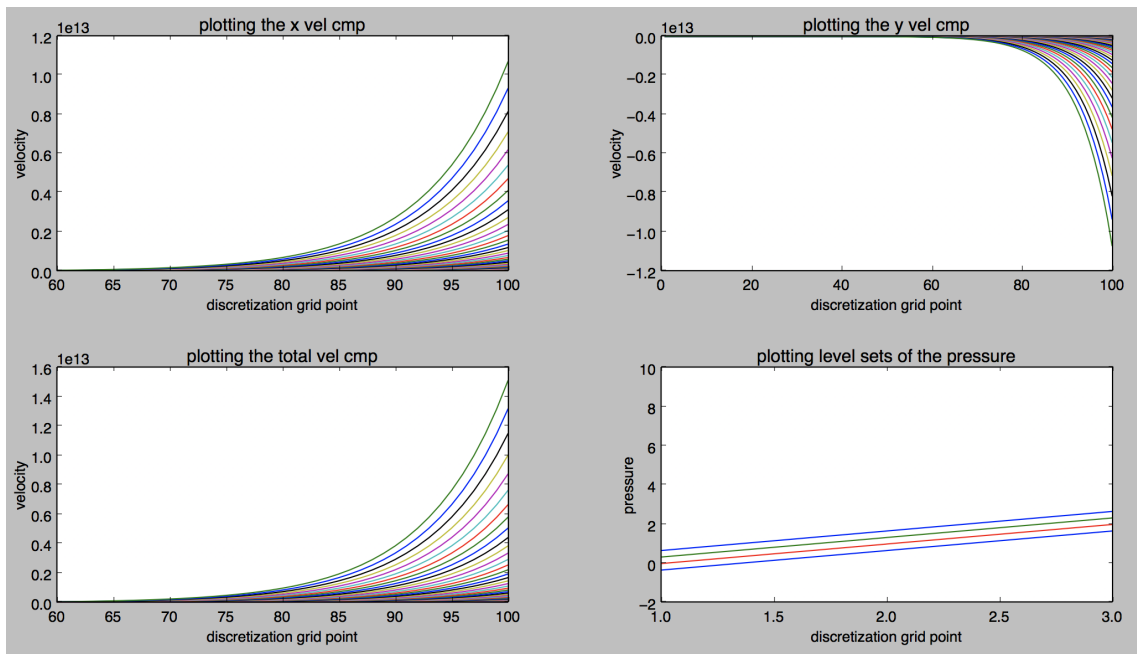 plotting the x vel cmp
1e13
1.2
1.0
0.8
0.6
0.4
0.2
0.0
velocity
60 65 70 75 80 85 90 95 100
discretization grid point
plotting the y vel cmp
1e13
0.0
−0.2
−0.4
−0.6
−0.8
−1.0
−1.2
velocity
0 20 40 60 80 100
discretization grid point
plotting the total vel cmp
1e13
1.6
1.4
1.2
1.0
0.8
0.6
0.4
0.2
0.0
velocity
60 65 70 75 80 85 90 95 100
discretization grid point
plotting level sets of the pressure
10
8
6
4
2
0
−2
pressure
1.0 1.5 2.0 2.5 3.0
discretization grid point